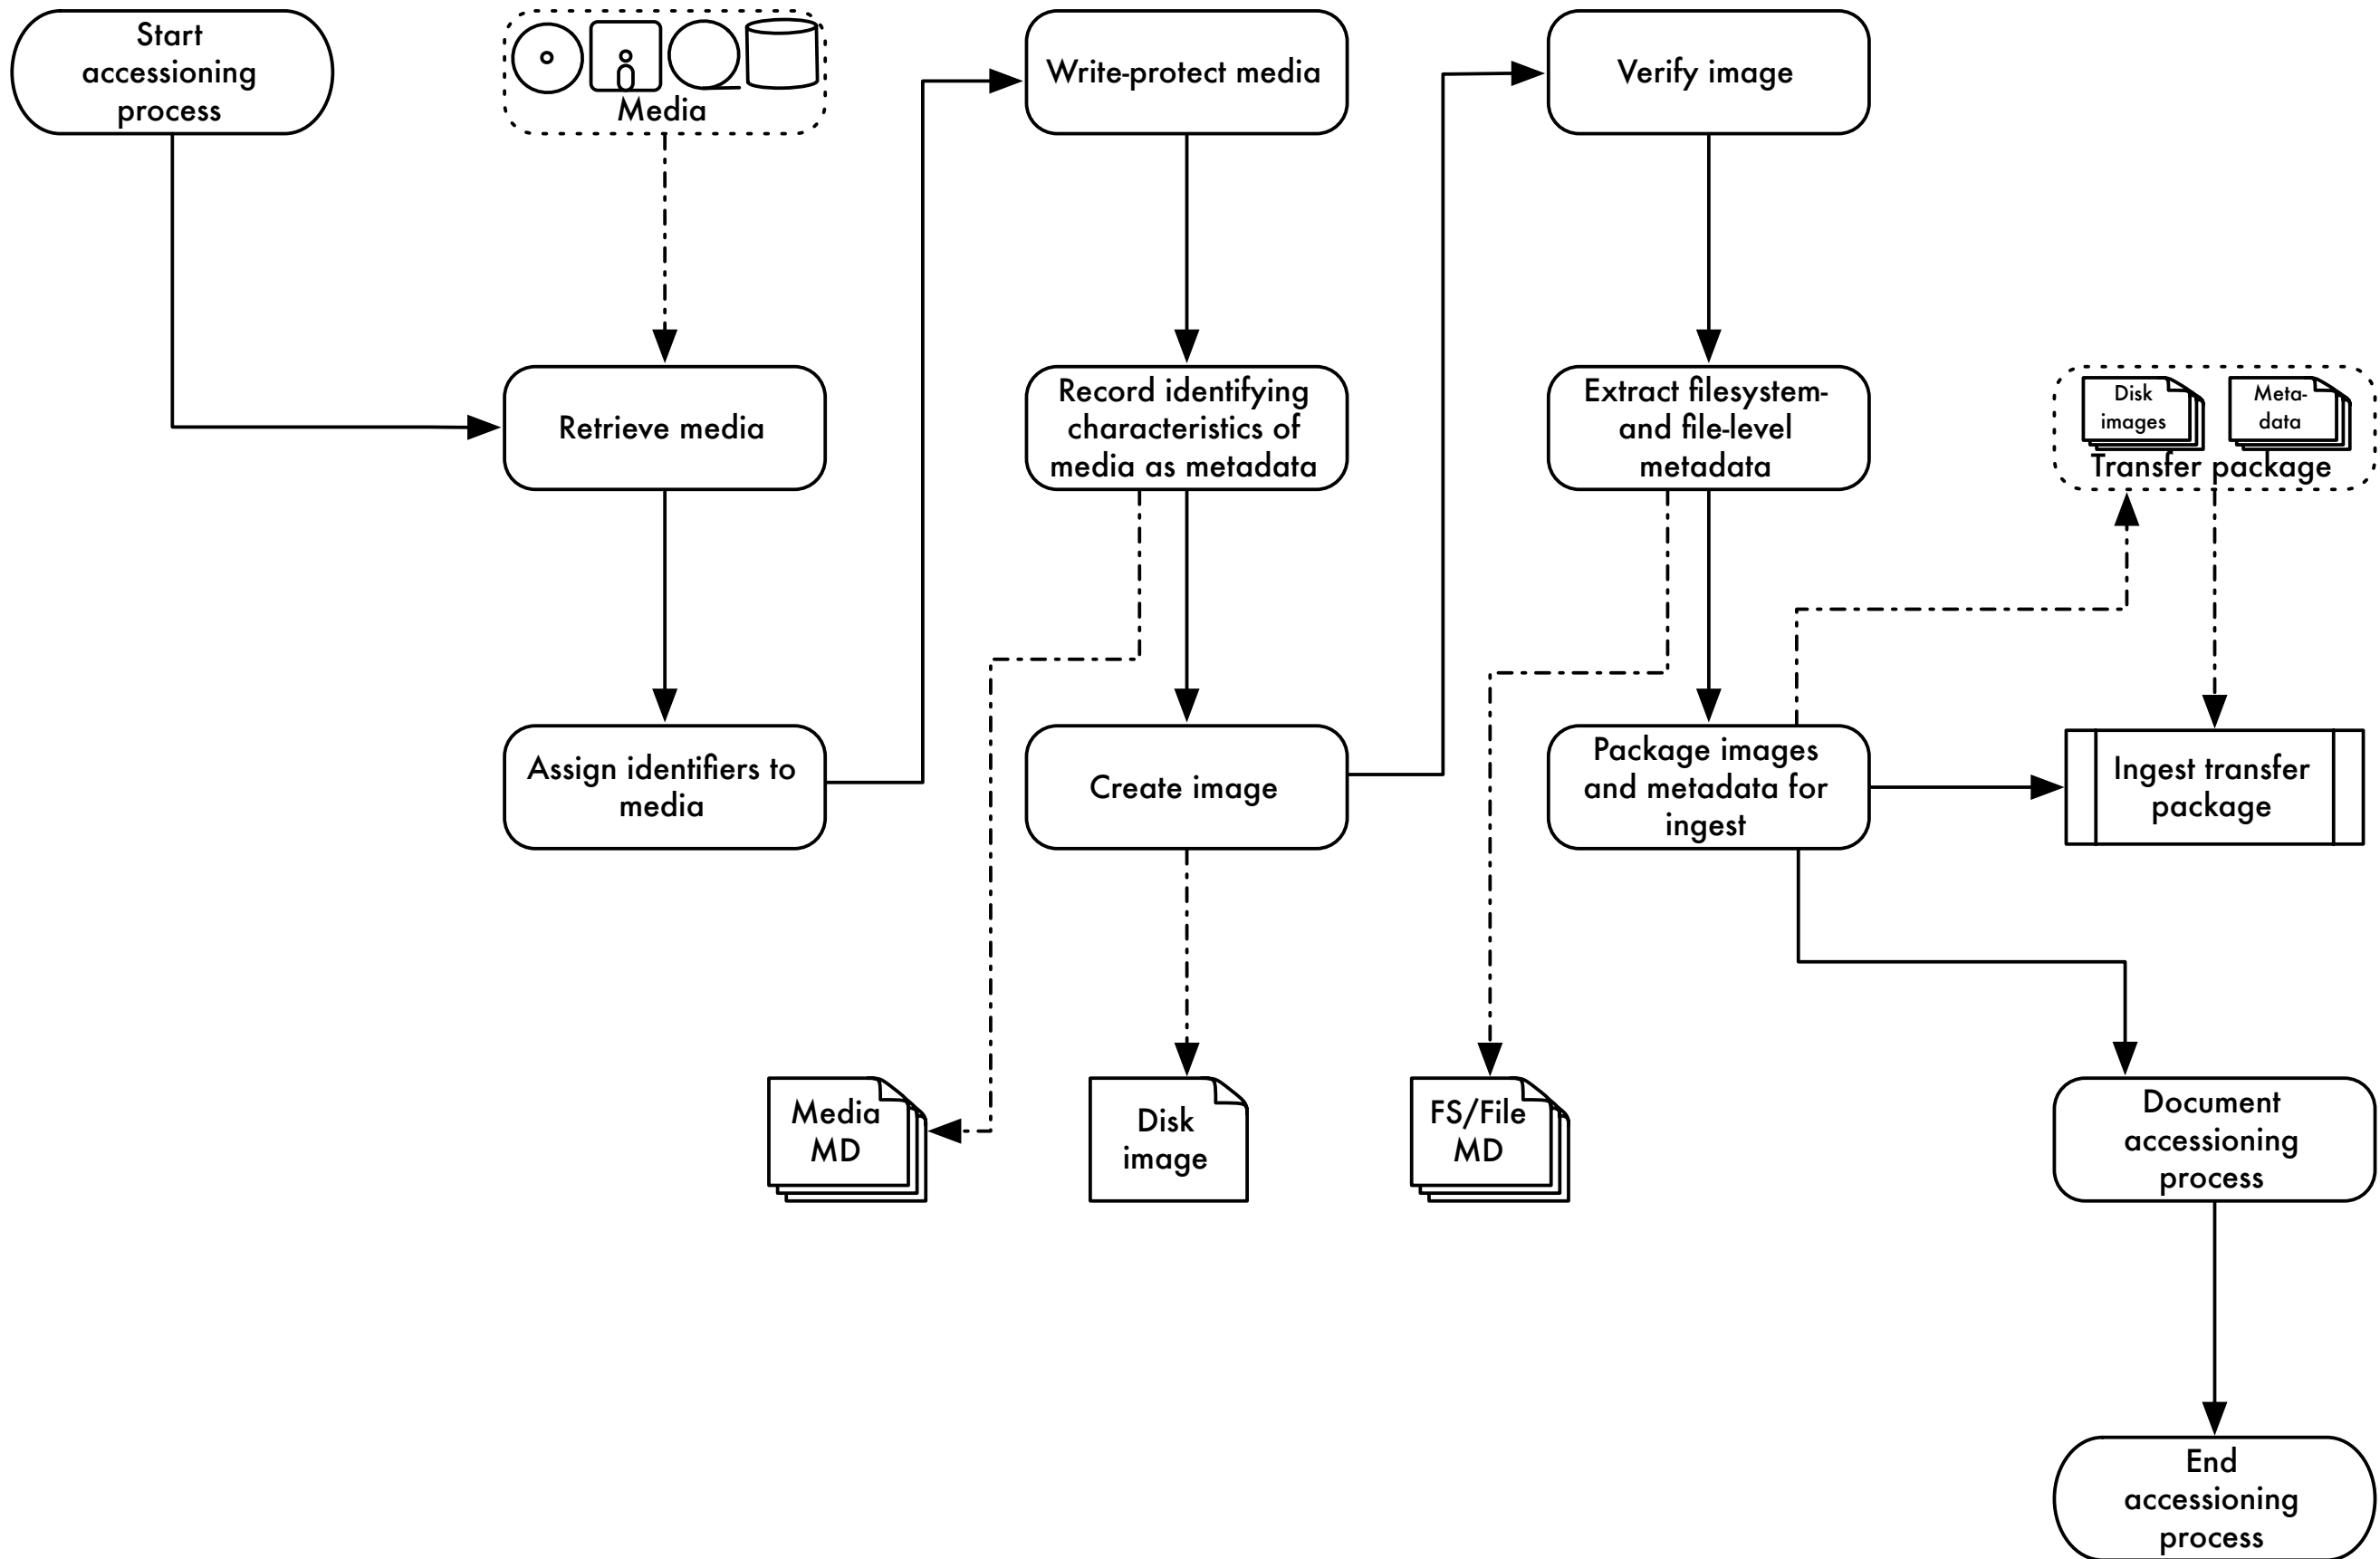 Start
accessioning
process
Media
Write-protect media
Verify image
Retrieve media
Record identifying
characteristics of
media as metadata
Extract filesystem-
and file-level
metadata
Disk
images
Meta-
data
Transfer package
Assign identifiers to
media
Create image
Package images
and metadata for
ingest
Ingest transfer
package
Media
MD
Disk
image
FS/File
MD
Document
accessioning
process
End
accessioning
process